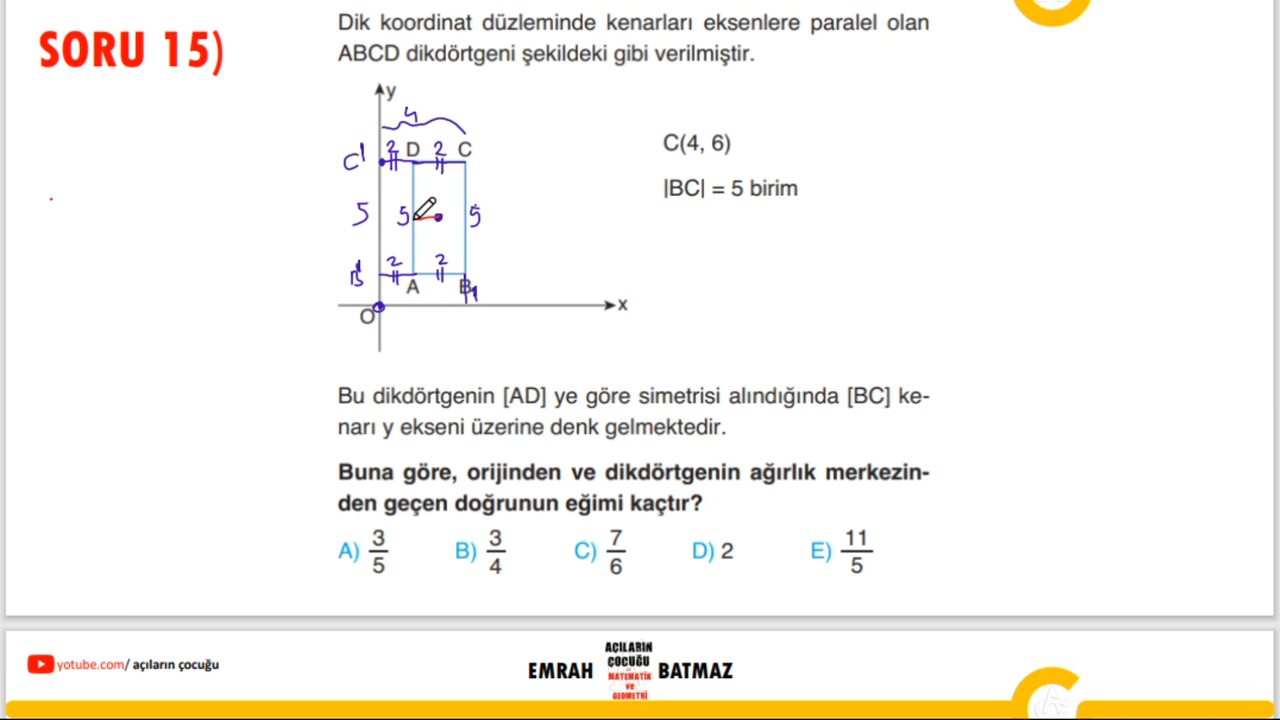 SORU 15)
Dik koordinat düzleminde kenarları eksenlere paralel olan
ABCD dikdörtgeni şekildeki gibi verilmiştir.
y
4
C' 2 D 2 C
5 5 5
B' 2 2
A B 1
O x
C(4, 6)
|BC| = 5 birim
Bu dikdörtgenin [AD] ye göre simetrisi alındığında [BC] ke-
narı y ekseni üzerine denk gelmektedir.
Buna göre, orijinden ve dikdörtgenin ağırlık merkezin-
den geçen doğrunun eğimi kaçtır?
A) 3/5 B) 3/4 C) 7/6 D) 2 E) 11/5
yotube.com/ açıların çocuğu
EMRAH
AÇILARIN
ÇOCUĞU
MATEMATİK
ve
GEOMETRİ
BATMAZ